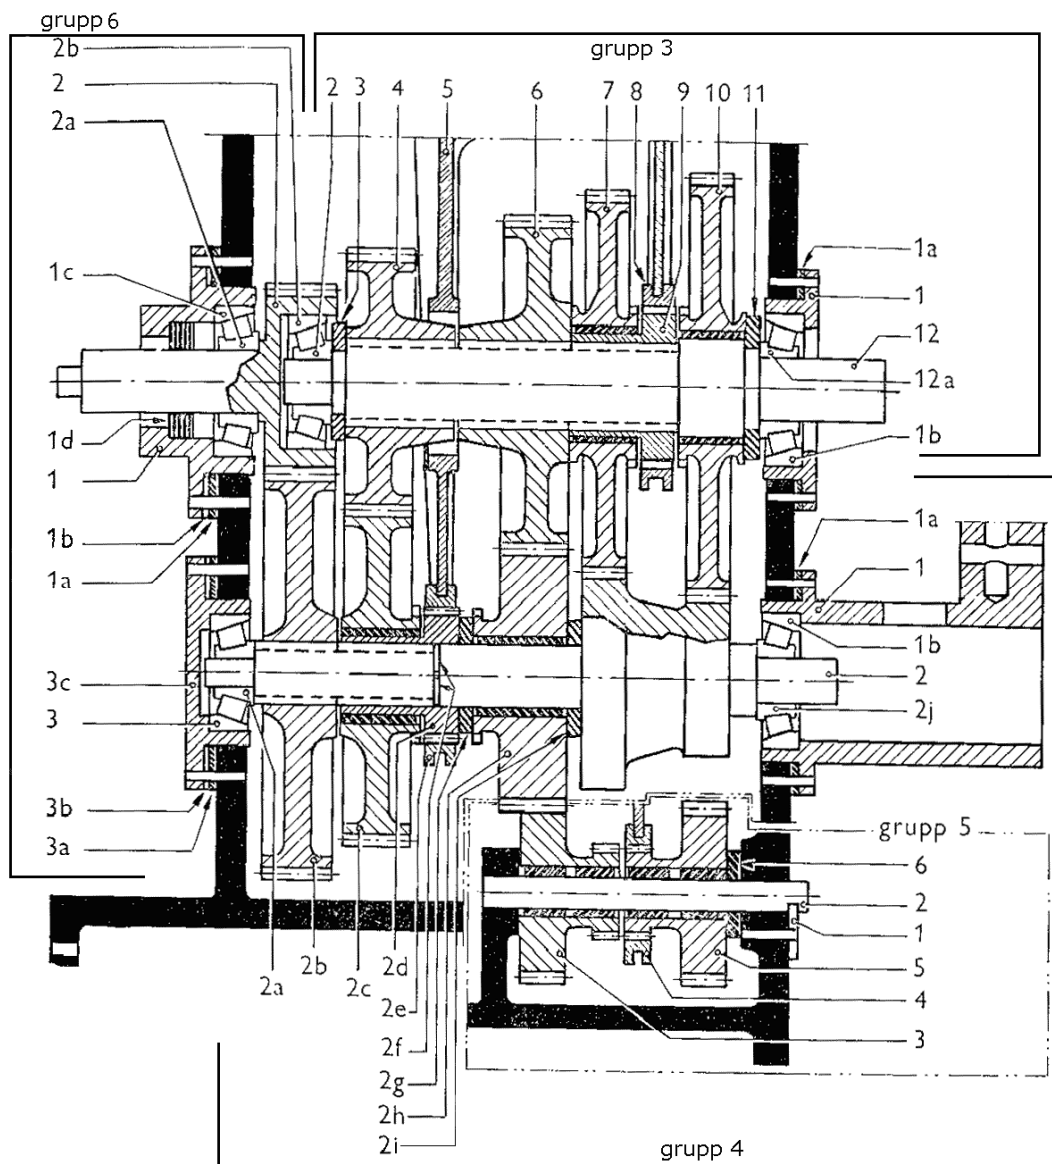 grupp 6
grupp 3
2b
2
2a
2 3 4 5 6 7 8 9 10 11
1c
1a
1
12
12a
1d
1
1b
1b
1a
1a
1
1b
2
2j
3c
3
3b
3a
grupp 5
6
2
1
5
4
3
2a 2b 2c 2d
2e
2f
2g
2h
2i
grupp 4